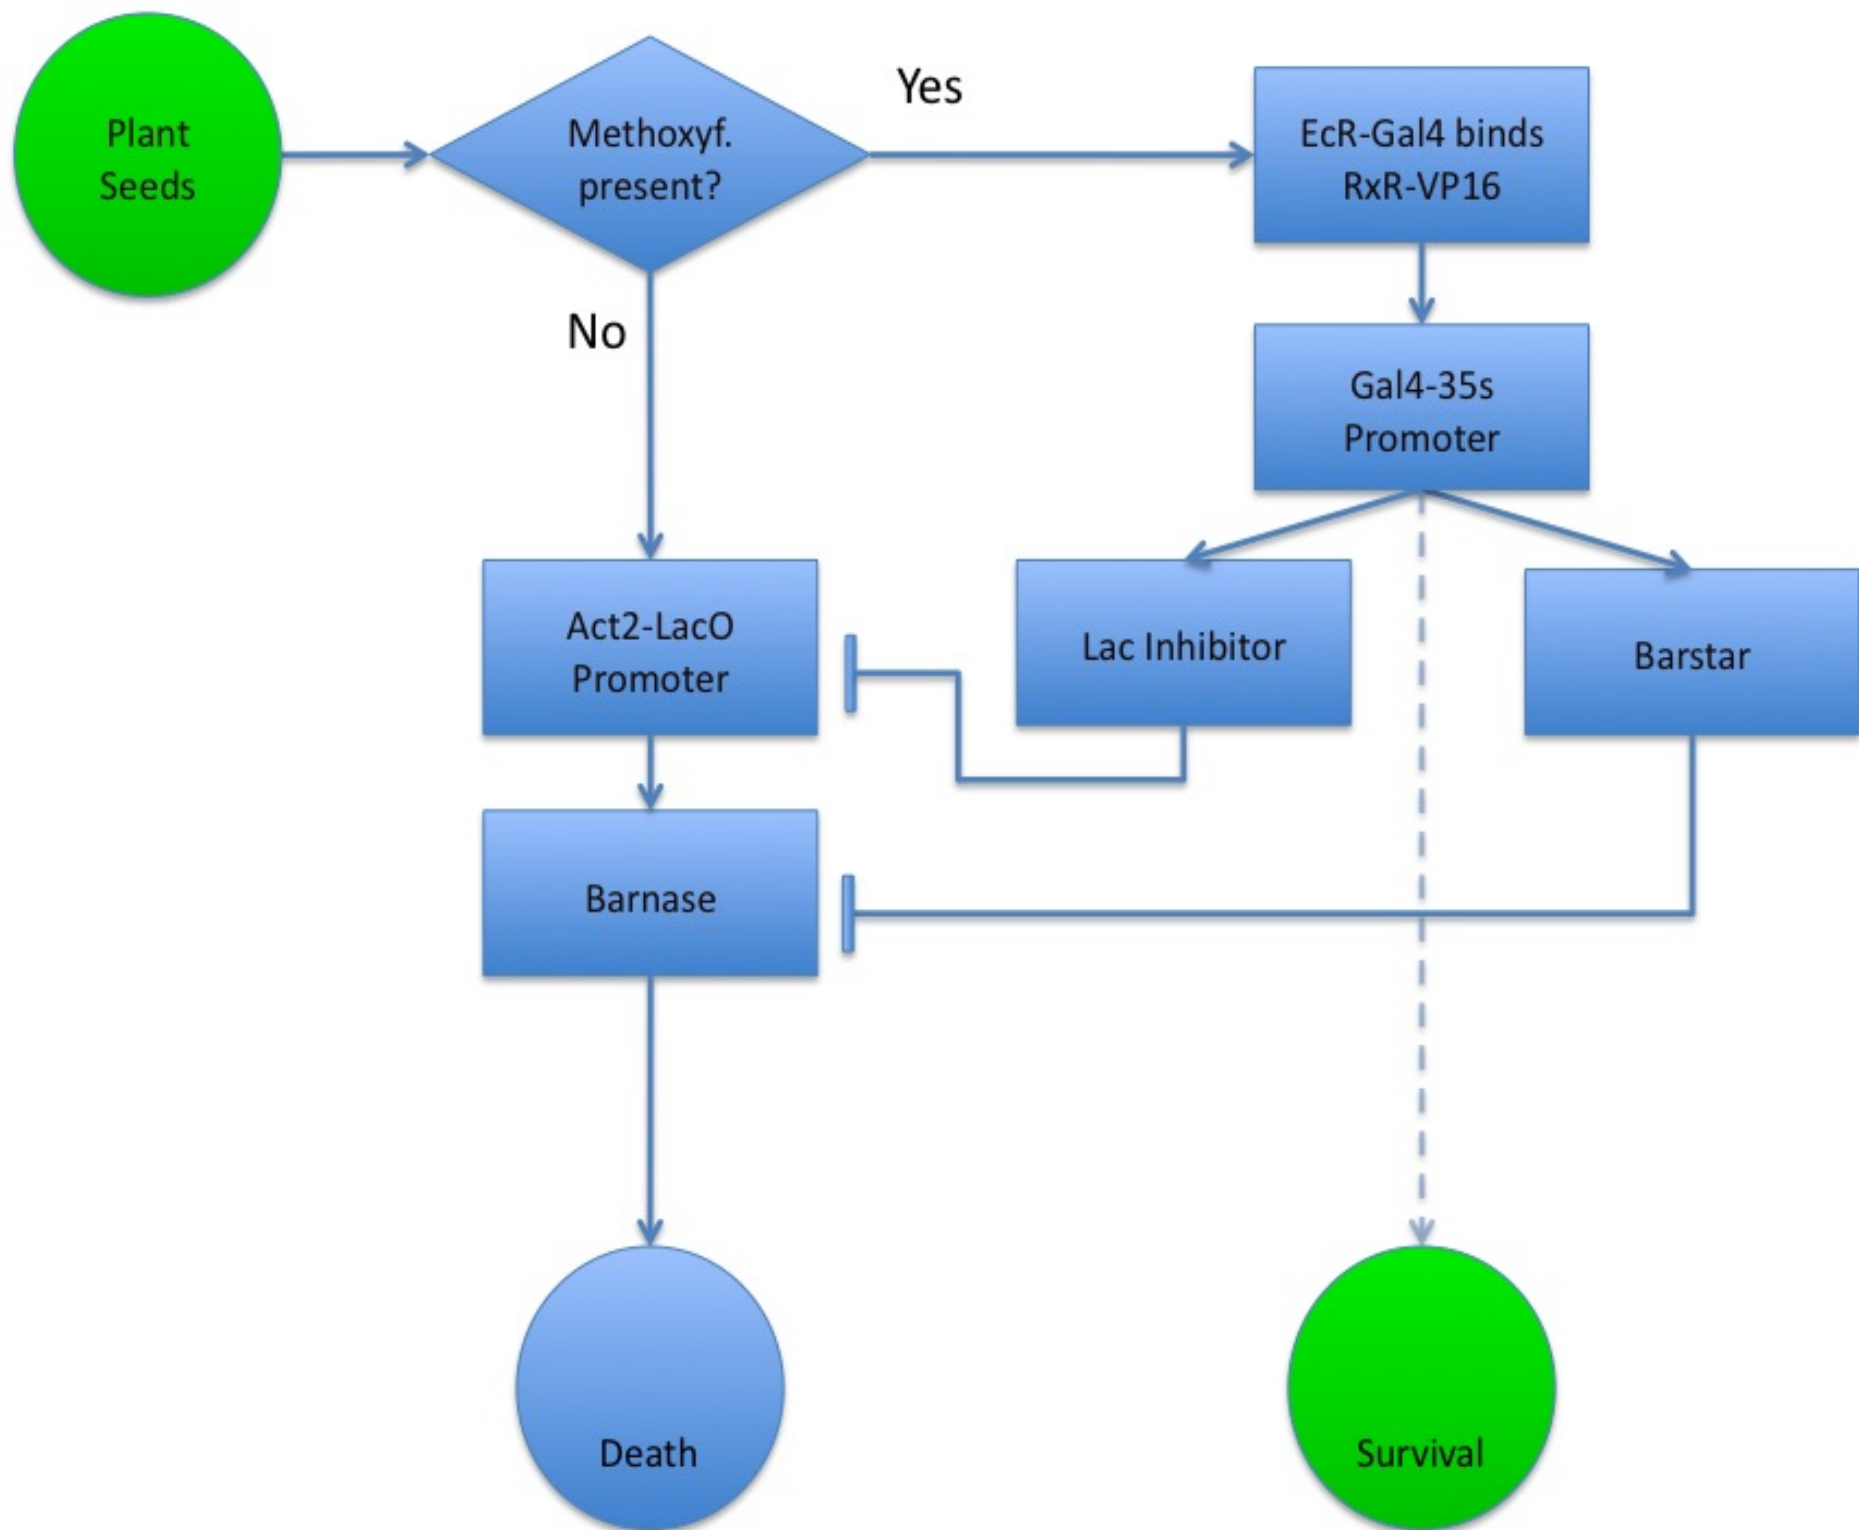 Plant
Seeds
Methoxyf.
present?
Yes
EcR-Gal4 binds
RxR-VP16
No
Gal4-35s
Promoter
Act2-LacO
Promoter
Lac Inhibitor
Barstar
Barnase
Death
Survival